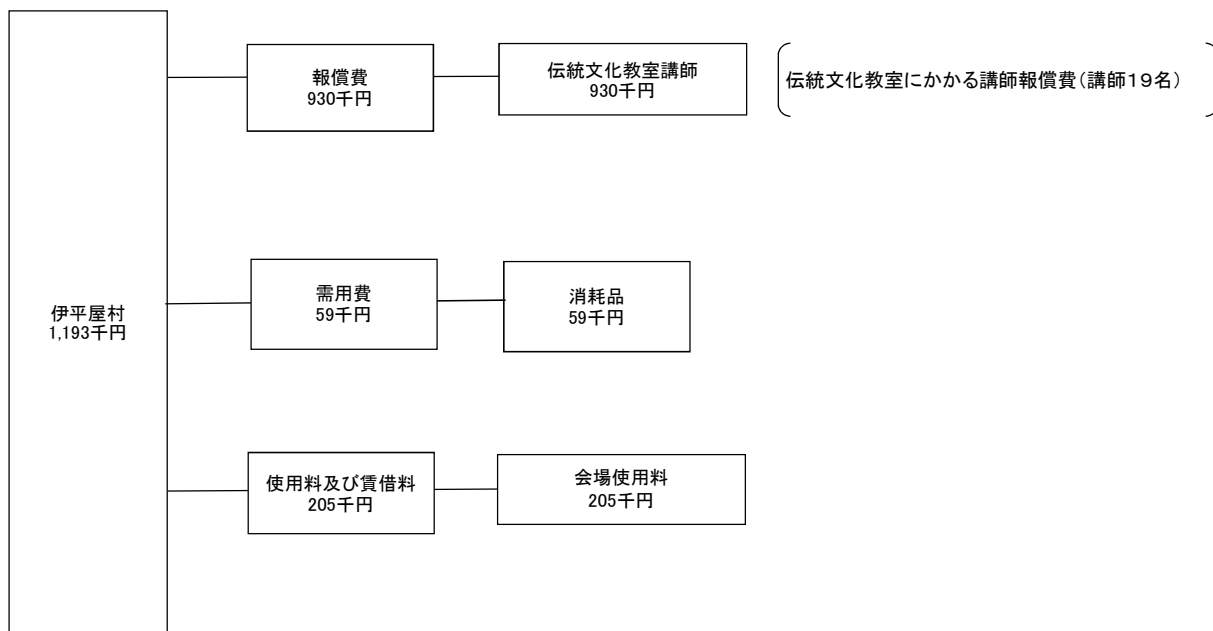 報償費
930千円
伝統文化教室講師
930千円
伝統文化教室にかかる講師報償費(講師19名)
伊平屋村
1,193千円
需用費
59千円
消耗品
59千円
使用料及び賃借料
205千円
会場使用料
205千円